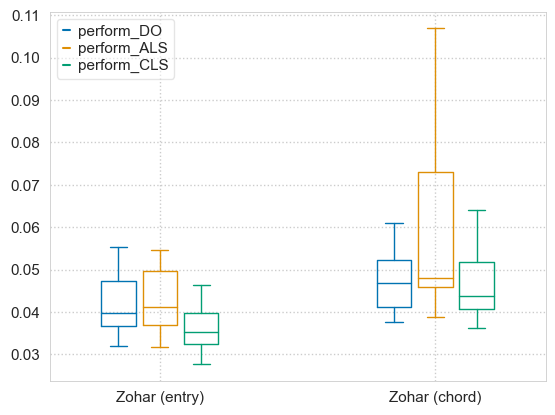 0.11
0.10
0.09
0.08
0.07
0.06
0.05
0.04
0.03
perform_DO
perform_ALS
perform_CLS
Zohar (entry)
Zohar (chord)